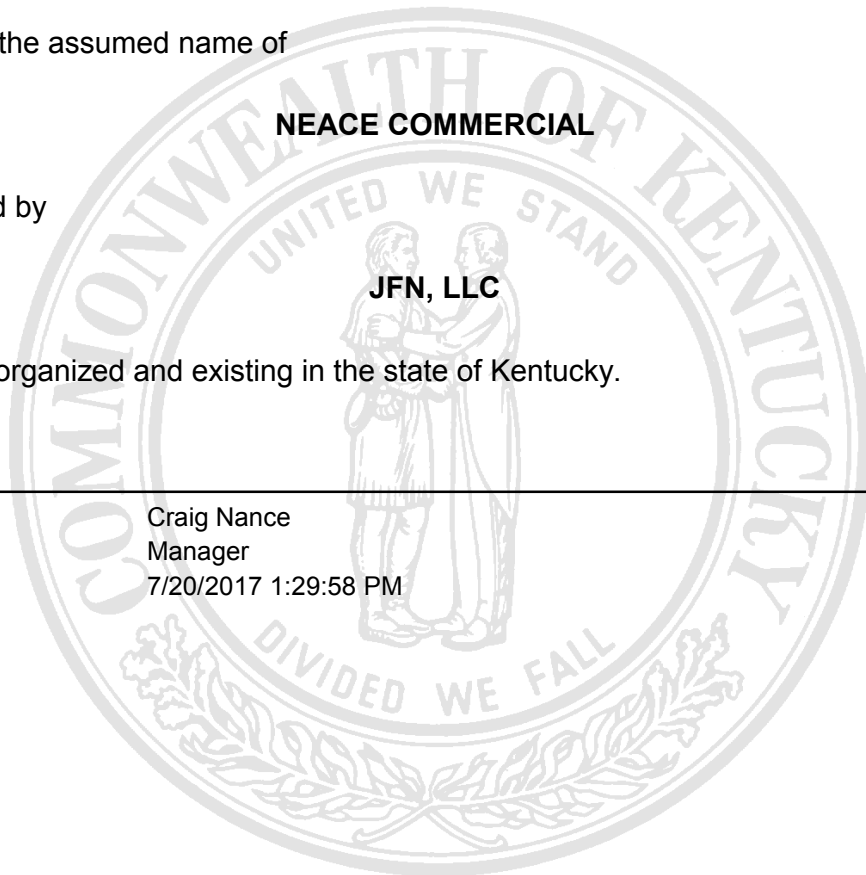 the assumed name of
NEACE COMMERCIAL
d by
JFN, LLC
organized and existing in the state of Kentucky.
Craig Nance
Manager
7/20/2017 1:29:58 PM
COMMONWEALTH OF KENTUCKY
UNITED WE STAND
DIVIDED WE FALL